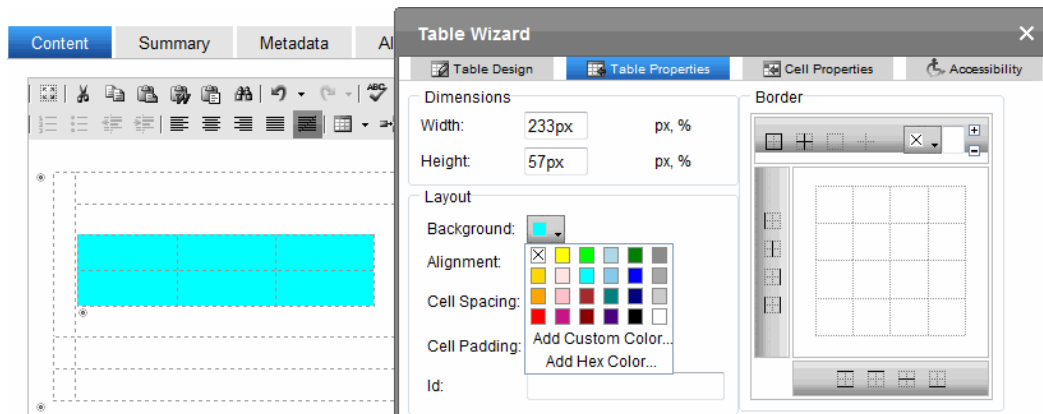 Content Summary Metadata Al
ABC
Table Wizard
Table Design Table Properties Cell Properties Accessibility
Dimensions
Width: 233px px, %
Height: 57px px, %
Layout
Background:
Alignment
Cell Spacing:
Cell Padding:
Add Custom Color...
Add Hex Color...
Id:
Border